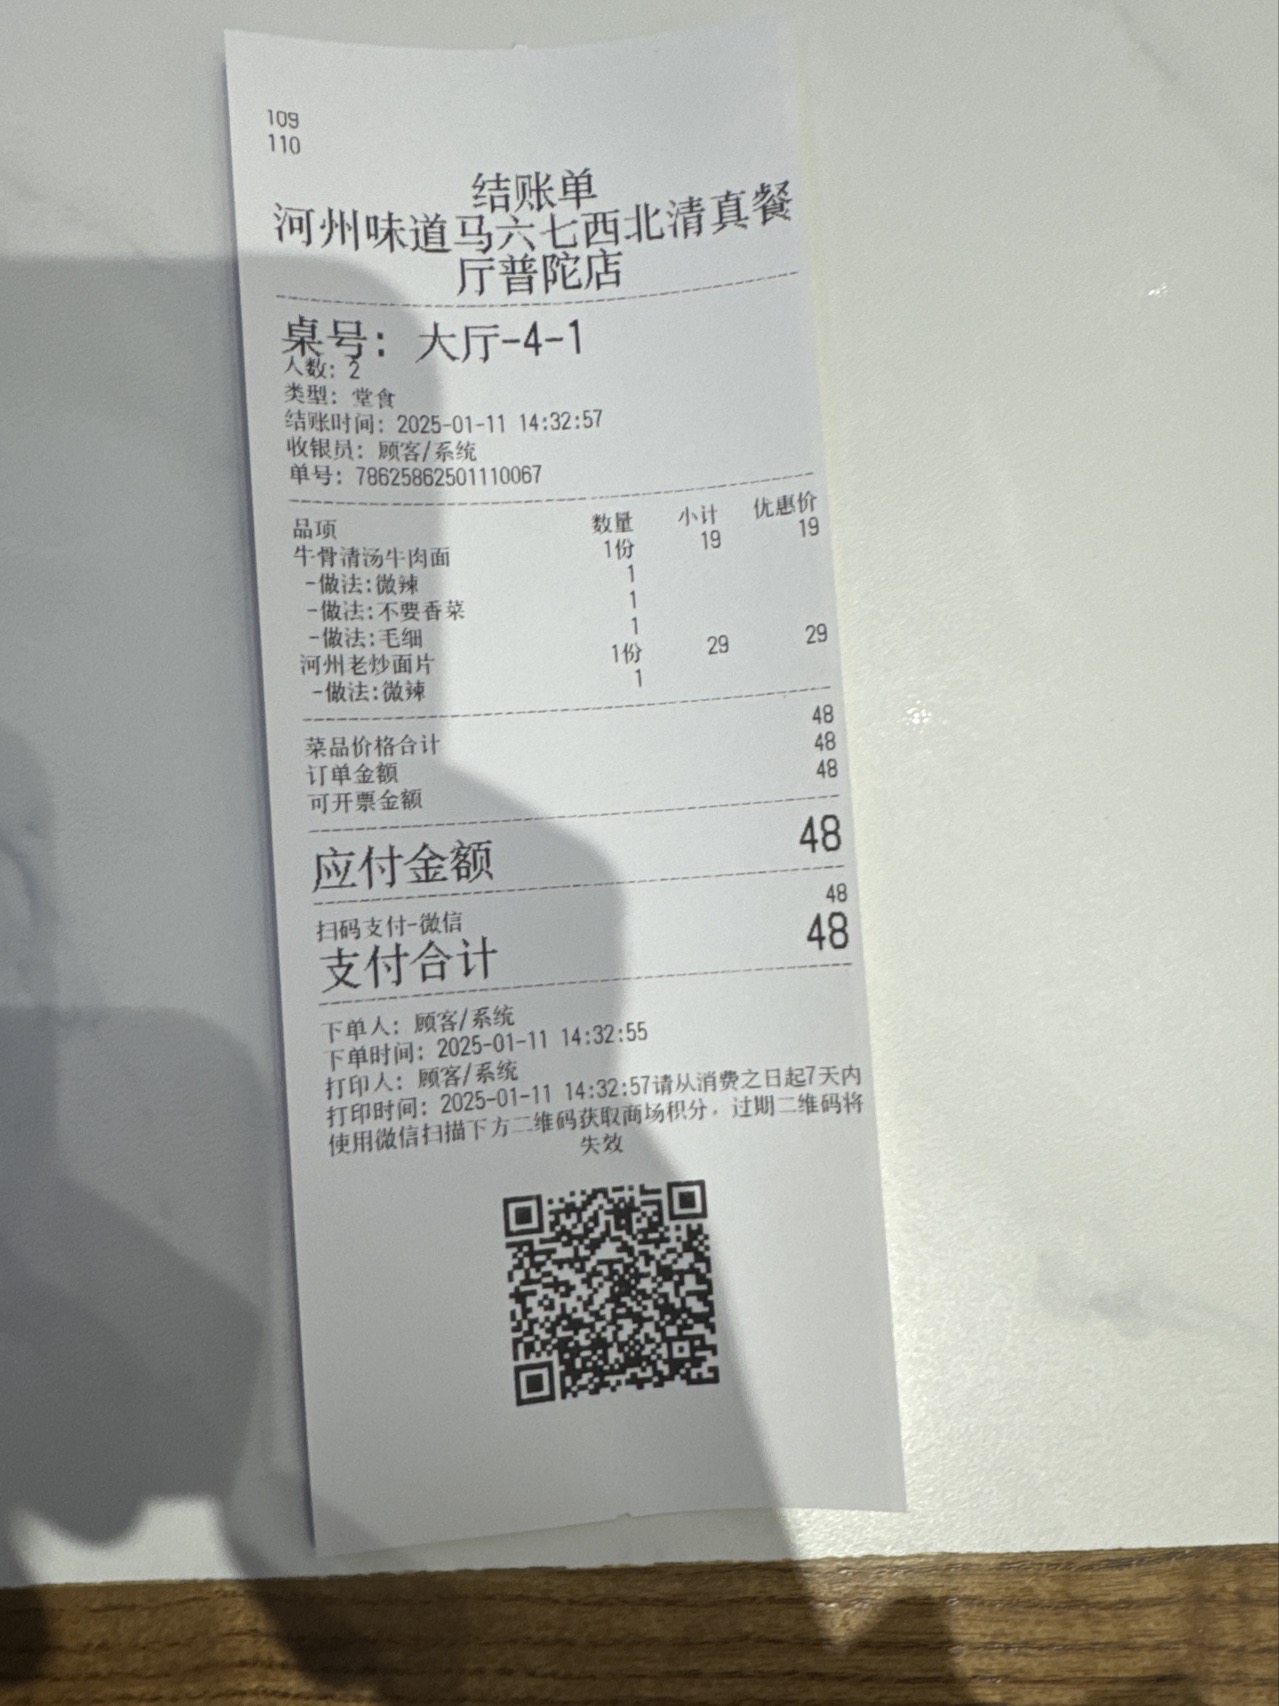 109
110
结账单
河州味道马六七西北清真餐
厅普陀店
桌号： 大厅-4-1
人数: 2
类型: 堂食
结账时间: 2025-01-11 14:32:57
收银员: 顾客/系统
单号: 78625862501110067
品项 数量 小计 优惠价
牛骨清汤牛肉面 1份 19 19
-做法:微辣 1
-做法:不要香菜 1
-做法:毛细 1
河州老炒面片 1份 29 29
-做法:微辣 1
菜品价格合计 48
订单金额 48
可开票金额 48
应付金额 48
扫码支付-微信 48
支付合计 48
下单人: 顾客/系统
下单时间: 2025-01-11 14:32:55
打印人: 顾客/系统
打印时间: 2025-01-11 14:32:57请从消费之日起7天内
使用微信扫描下方二维码获取商场积分，过期二维码将
失效